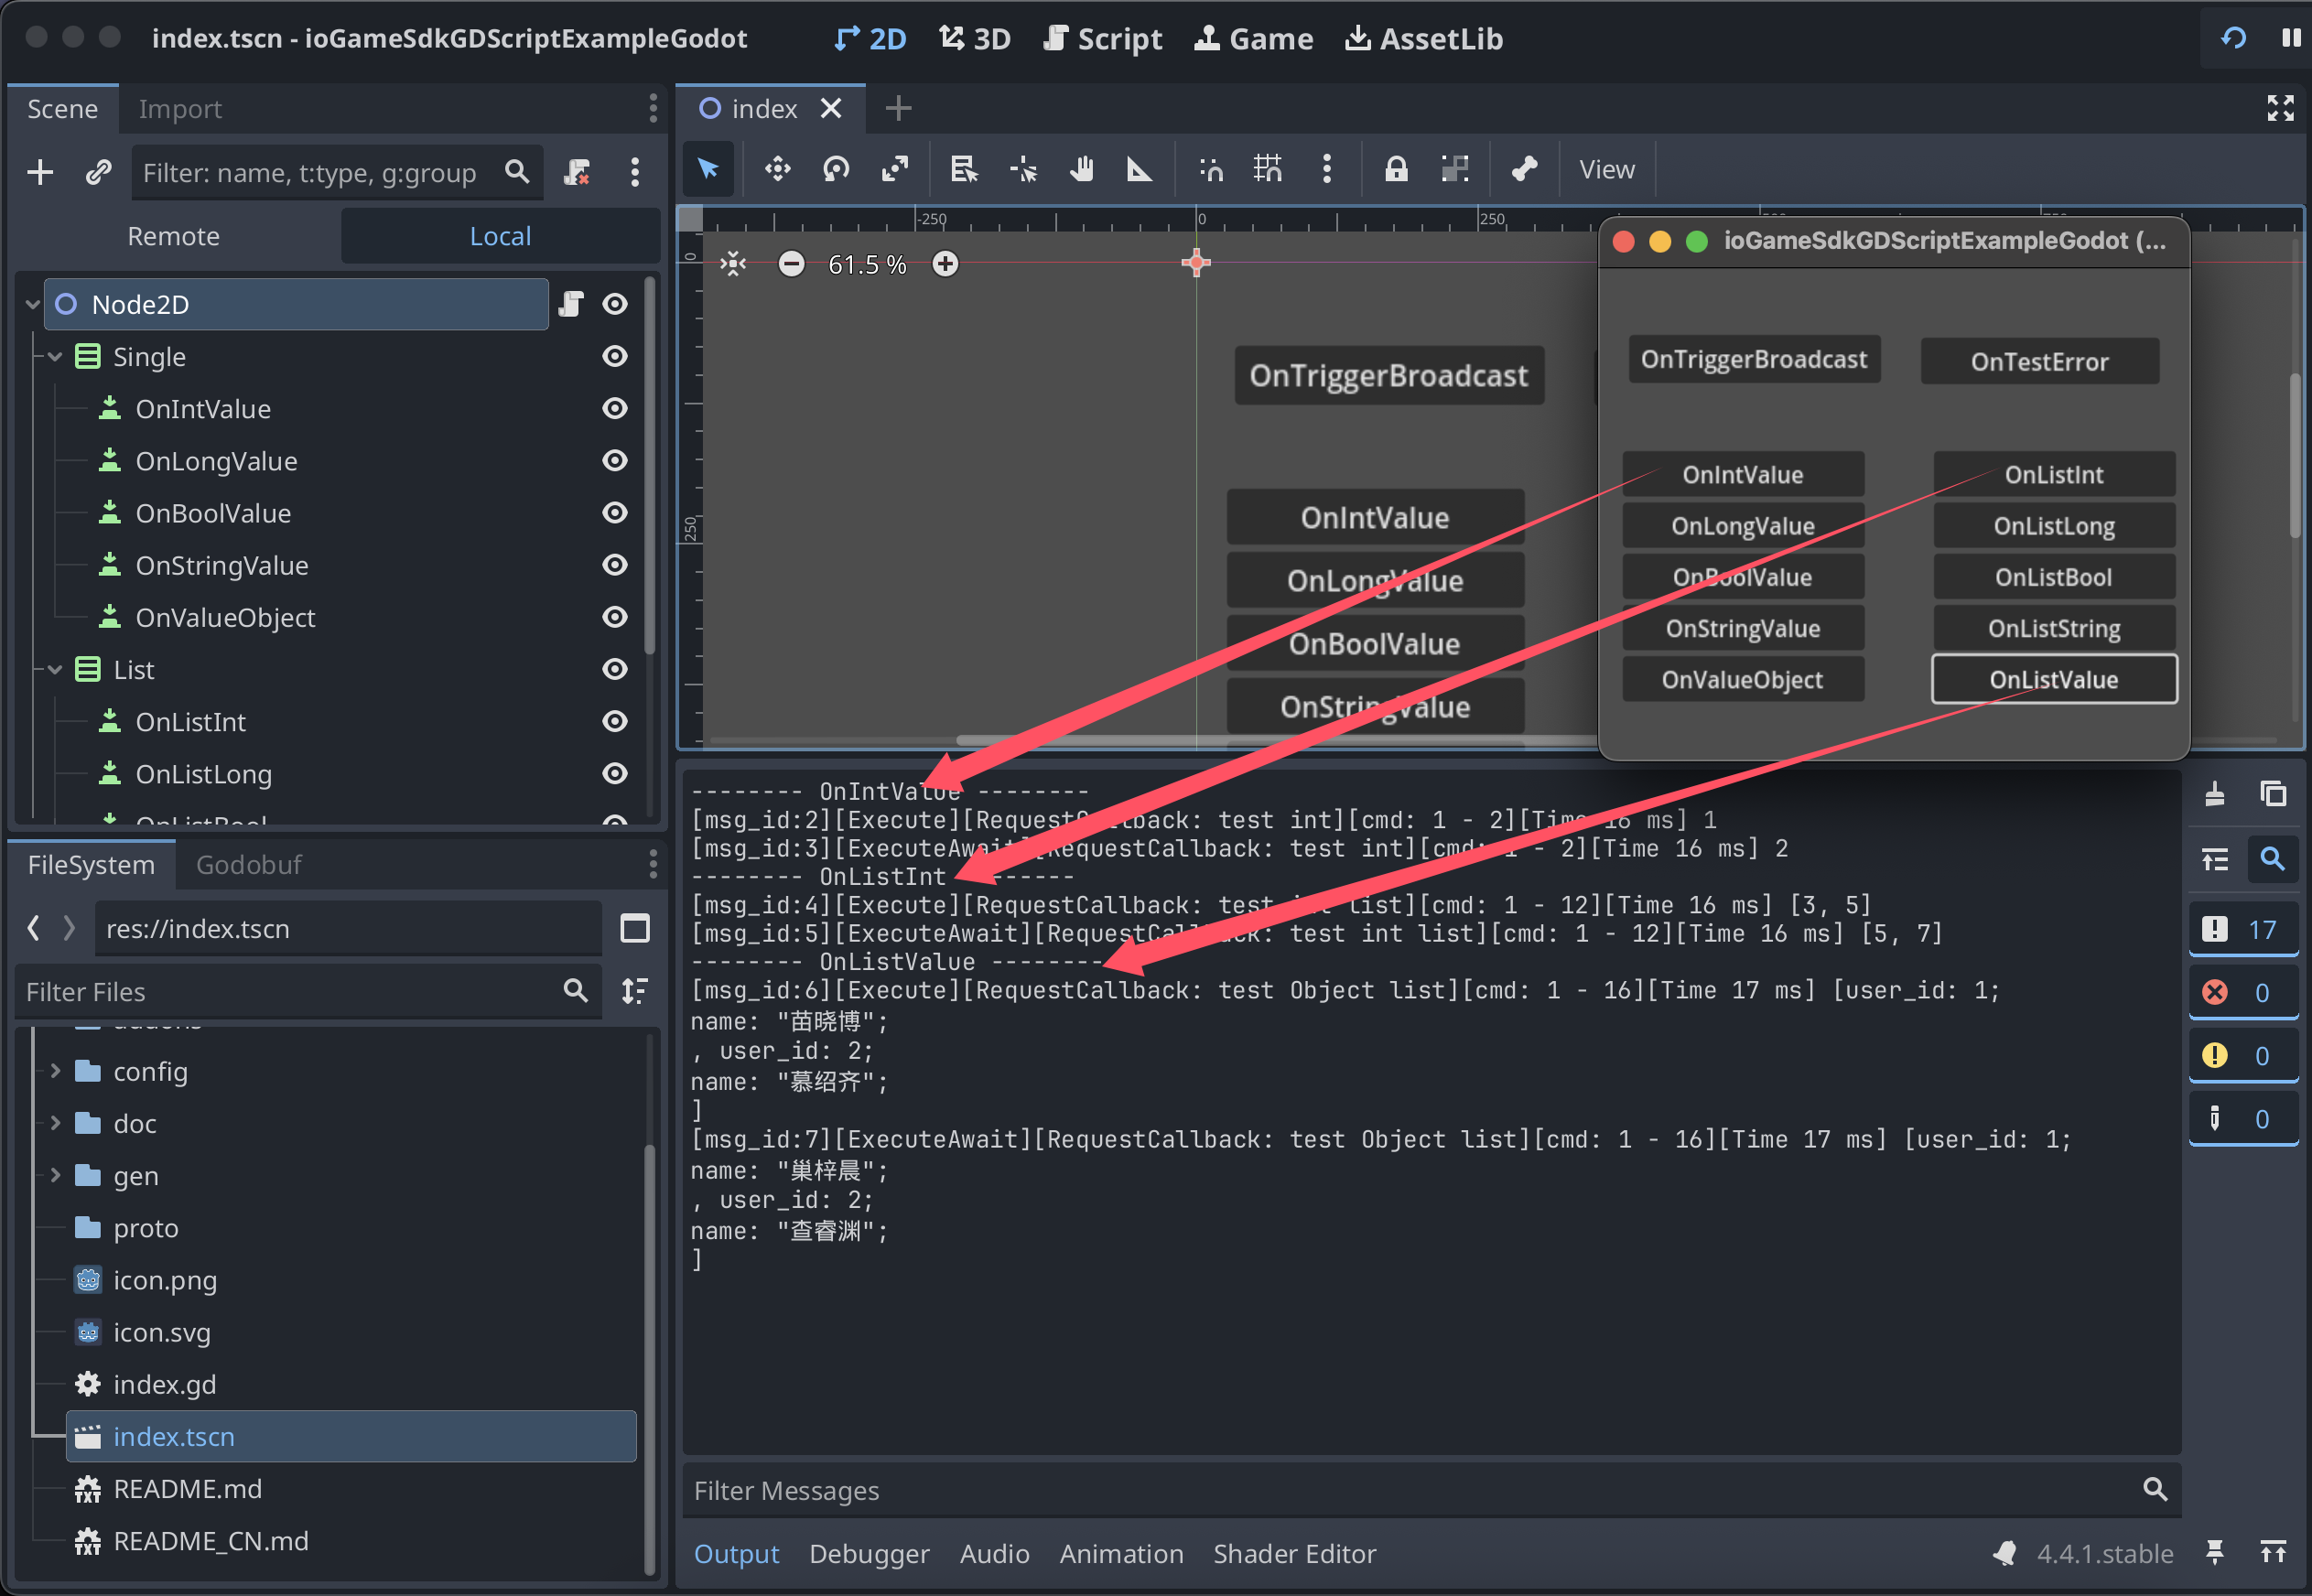 index.tscn - ioGameSdkGDScriptExampleGodot
2D
3D
Script
Game
AssetLib
Scene
Import
Filter: name, t:type, g:group
Remote
Local
Node2D
Single
OnIntValue
OnLongValue
OnBoolValue
OnStringValue
OnValueObject
List
OnListInt
OnListLong
OnListBool
FileSystem
Godobuf
res://index.tscn
Filter Files
addons
config
doc
gen
proto
icon.png
icon.svg
index.gd
index.tscn
README.md
README_CN.md
index
View
-250
0
250
0
250
61.5 %
OnTriggerBroadcast
OnIntValue
OnLongValue
OnBoolValue
OnStringValue
ioGameSdkGDScriptExampleGodot (...
OnTriggerBroadcast
OnTestError
OnIntValue
OnListInt
OnLongValue
OnListLong
OnBoolValue
OnListBool
OnStringValue
OnListString
OnValueObject
OnListValue
-------- OnIntValue --------
[msg_id:2][Execute][RequestCallback: test int][cmd: 1 - 2][Time 16 ms] 1
[msg_id:3][ExecuteAwait][RequestCallback: test int][cmd: 1 - 2][Time 16 ms] 2
-------- OnListInt --------
[msg_id:4][Execute][RequestCallback: test int list][cmd: 1 - 12][Time 16 ms] [3, 5]
[msg_id:5][ExecuteAwait][RequestCallback: test int list][cmd: 1 - 12][Time 16 ms] [5, 7]
-------- OnListValue --------
[msg_id:6][Execute][RequestCallback: test Object list][cmd: 1 - 16][Time 17 ms] [user_id: 1;
name: "苗晓博";
, user_id: 2;
name: "慕绍齐";
]
[msg_id:7][ExecuteAwait][RequestCallback: test Object list][cmd: 1 - 16][Time 17 ms] [user_id: 1;
name: "巢梓晨";
, user_id: 2;
name: "查睿渊";
]
17
0
0
0
Filter Messages
Output
Debugger
Audio
Animation
Shader Editor
4.4.1.stable